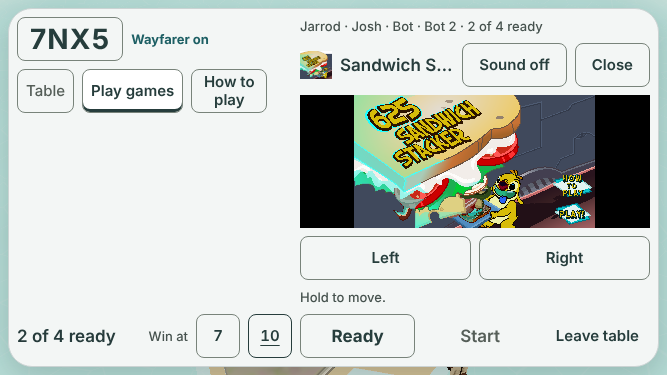 7NX5
Wayfarer on
Table
Play games
How to
play
Jarrod · Josh · Bot · Bot 2 · 2 of 4 ready
Sandwich S...
Sound off
Close
625
SANDWICH
STACKER
HOW
TO
PLAY
PLAY!
Left
Right
Hold to move.
2 of 4 ready
Win at
7
10
Ready
Start
Leave table